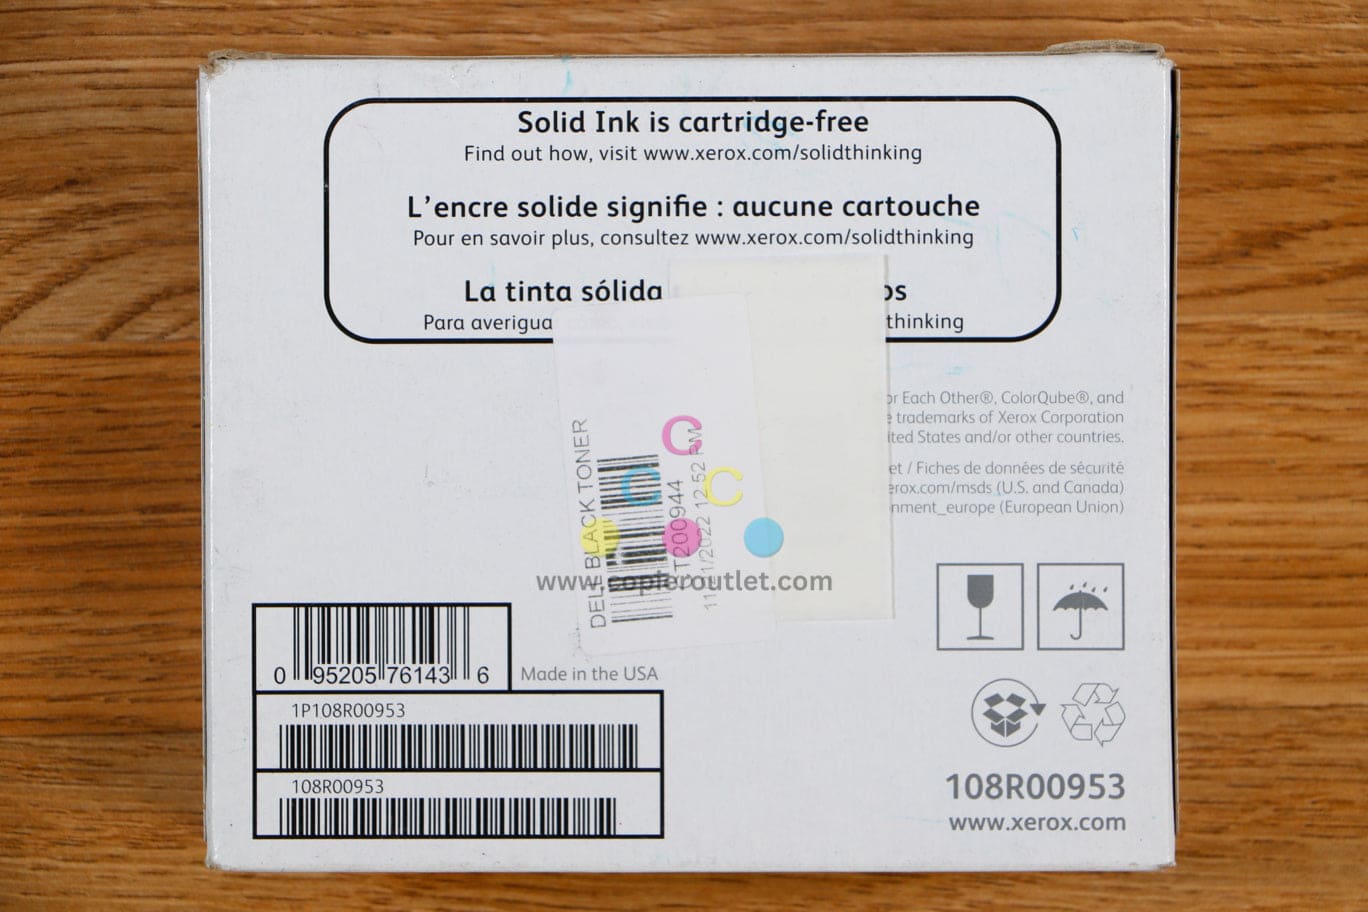 Solid Ink is cartridge-free
Find out how, visit www.xerox.com/solidthinking
L'encre solide signifie : aucune cartouche
Pour en savoir plus, consultez www.xerox.com/solidthinking
La tinta sólida os
Para averigua thinking
or Each Other®, ColorQube®, and
trademarks of Xerox Corporation
ited States and/or other countries.
et / Fiches de données de sécurité
erox.com/msds (U.S. and Canada)
nment_europe (European Union)
DELL BLACK TONER
T200944
12:52 PM
C
C C
www.copieroutlet.com
0 95205 76143 6
Made in the USA
1P108R00953
108R00953
108R00953
www.xerox.com